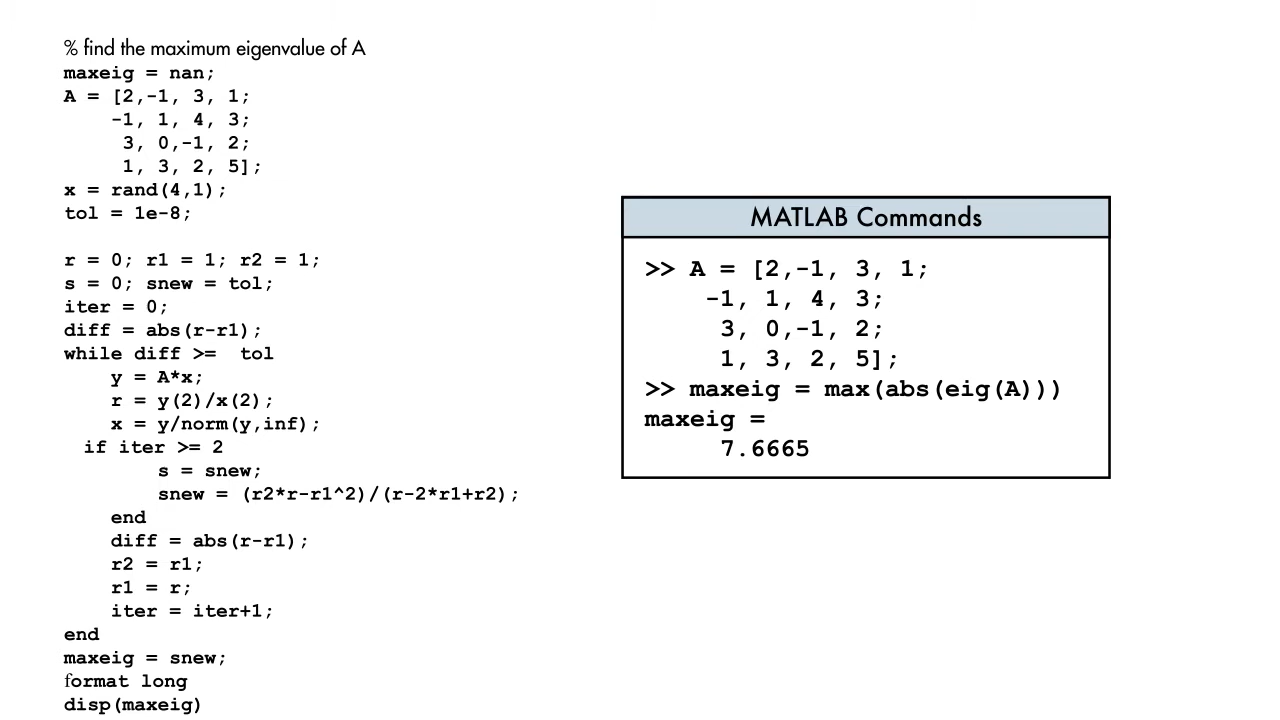 % find the maximum eigenvalue of A
maxeig = nan;
A = [2,-1, 3, 1;
    -1, 1, 4, 3;
     3, 0,-1, 2;
     1, 3, 2, 5];
x = rand(4,1);
tol = 1e-8;

r = 0; r1 = 1; r2 = 1;
s = 0; snew = tol;
iter = 0;
diff = abs(r-r1);
while diff >=  tol
    y = A*x;
    r = y(2)/x(2);
    x = y/norm(y,inf);
  if iter >= 2
        s = snew;
        snew = (r2*r-r1^2)/(r-2*r1+r2);
    end
    diff = abs(r-r1);
    r2 = r1;
    r1 = r;
    iter = iter+1;
end
maxeig = snew;
format long
disp(maxeig)
MATLAB Commands
>> A = [2,-1, 3, 1;
    -1, 1, 4, 3;
     3, 0,-1, 2;
     1, 3, 2, 5];
>> maxeig = max(abs(eig(A)))
maxeig =
     7.6665